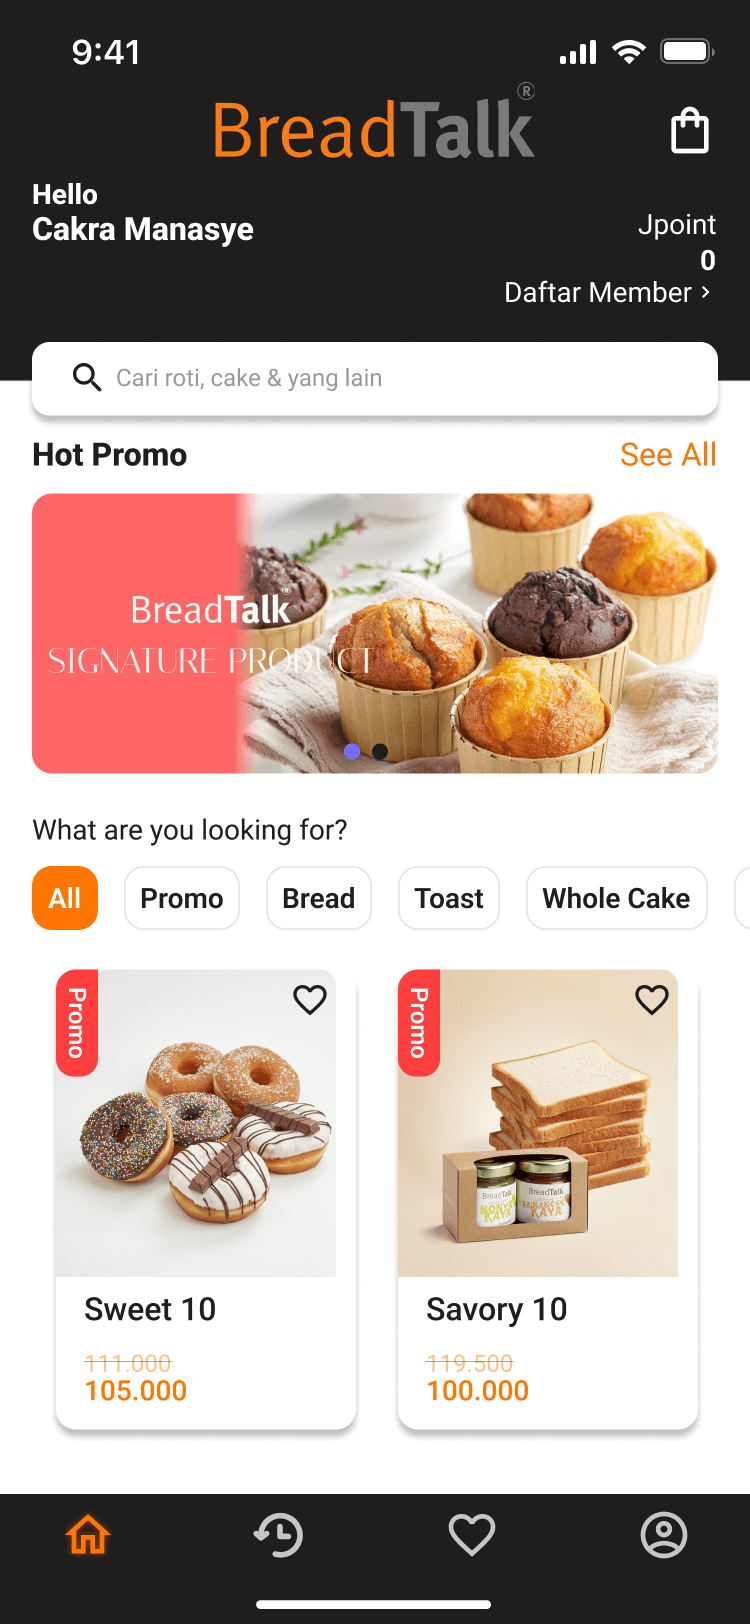 9:41
BreadTalk®
Hello
Cakra Manasye
Jpoint
0
Daftar Member
Cari roti, cake & yang lain
Hot Promo
See All
BreadTalk®
SIGNATURE PRODUCT
What are you looking for?
All
Promo
Bread
Toast
Whole Cake
Promo
Promo
BreadTalk
NONYA
KAYA
BreadTalk
HAINANESE
KAYA
Sweet 10
111.000
105.000
Savory 10
119.500
100.000